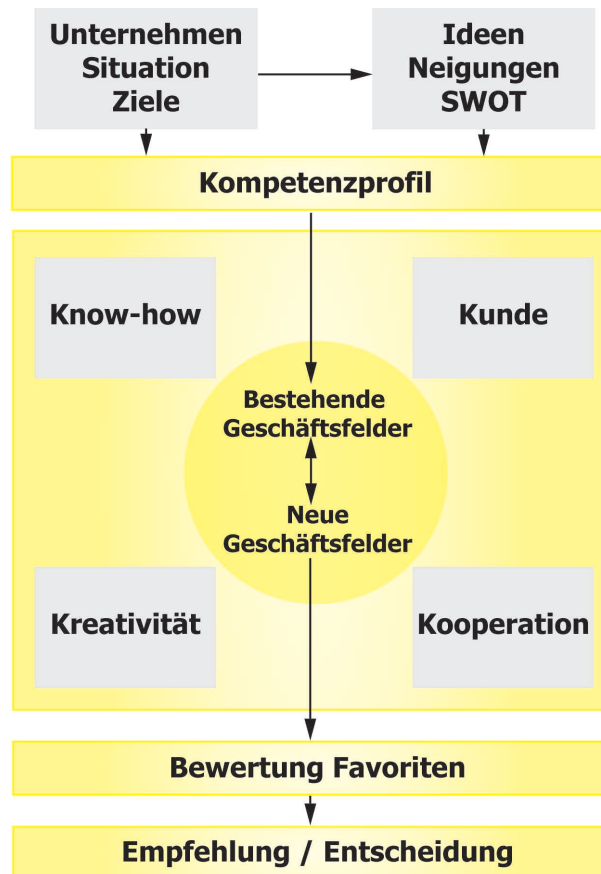 Unternehmen
Situation
Ziele
Ideen
Neigungen
SWOT
Kompetenzprofil
Know-how
Kunde
Bestehende
Geschäftsfelder
Neue
Geschäftsfelder
Kreativität
Kooperation
Bewertung Favoriten
Empfehlung / Entscheidung